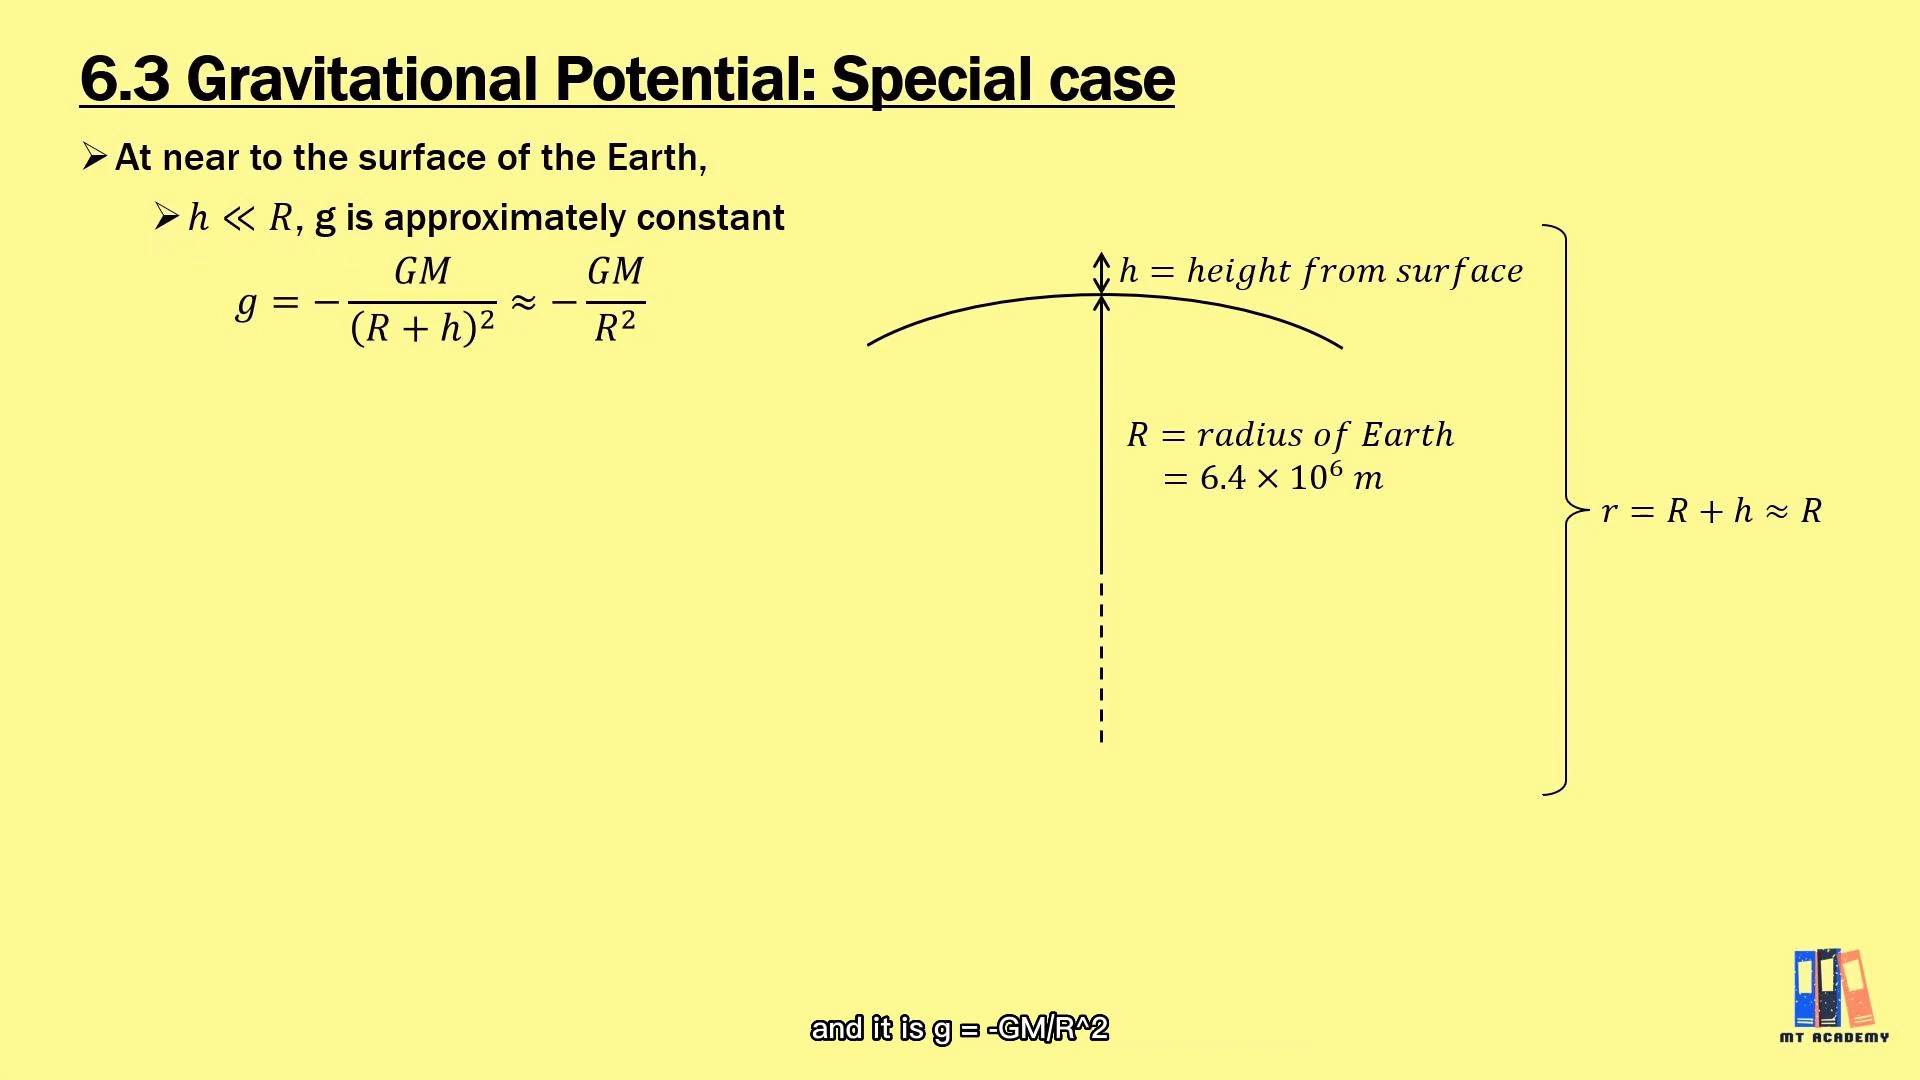 6.3 Gravitational Potential: Special case
➢ At near to the surface of the Earth,
➢ h ≪ R, g is approximately constant
g = −GM/(R + h)² ≈ −GM/R²
h = height from surface
R = radius of Earth
= 6.4 × 10⁶ m
r = R + h ≈ R
and it is g = -GM/R^2
MT ACADEMY